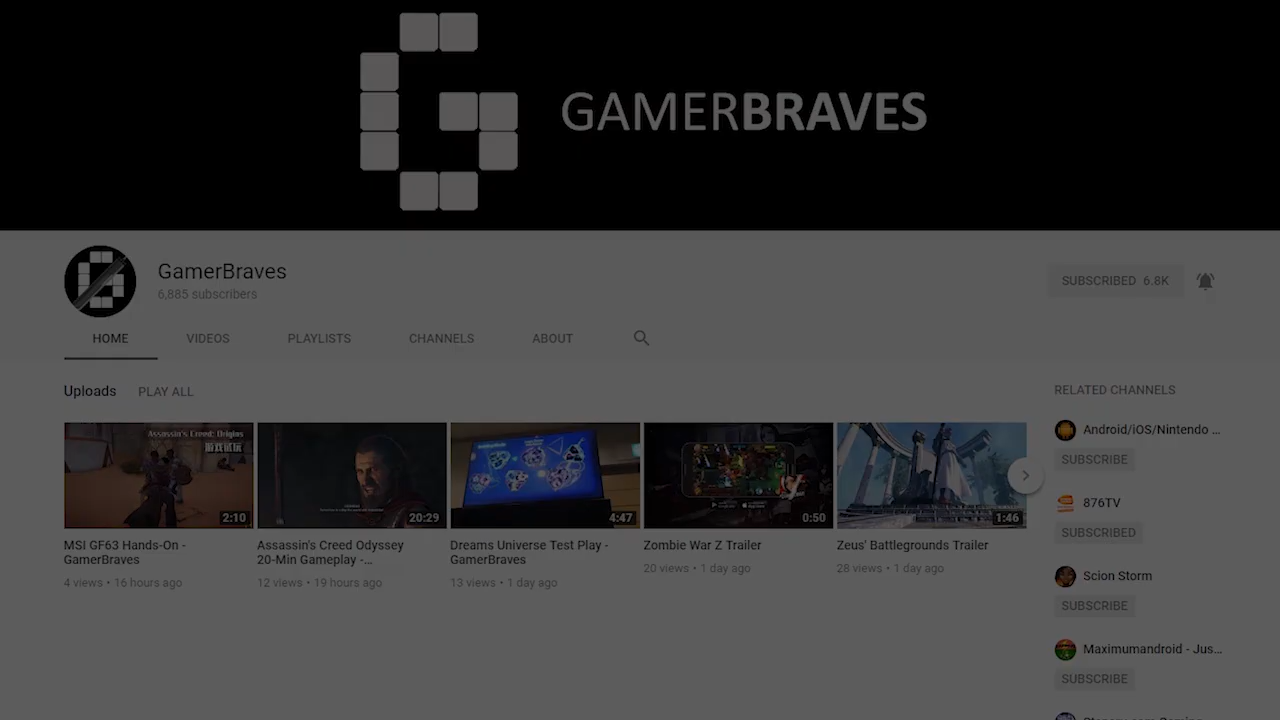 GAMERBRAVES
GamerBraves
6,885 subscribers
SUBSCRIBED 6.8K
HOME
VIDEOS
PLAYLISTS
CHANNELS
ABOUT
Uploads
PLAY ALL
Assassin's Creed: Origins
游戏试玩
2:10
20:29
4:47
0:50
1:46
MSI GF63 Hands-On -
GamerBraves
4 views • 16 hours ago
Assassin's Creed Odyssey
20-Min Gameplay -...
12 views • 19 hours ago
Dreams Universe Test Play -
GamerBraves
13 views • 1 day ago
Zombie War Z Trailer
20 views • 1 day ago
Zeus' Battlegrounds Trailer
28 views • 1 day ago
RELATED CHANNELS
Android/iOS/Nintendo ...
SUBSCRIBE
876TV
SUBSCRIBED
Scion Storm
SUBSCRIBE
Maximumandroid - Jus...
SUBSCRIBE